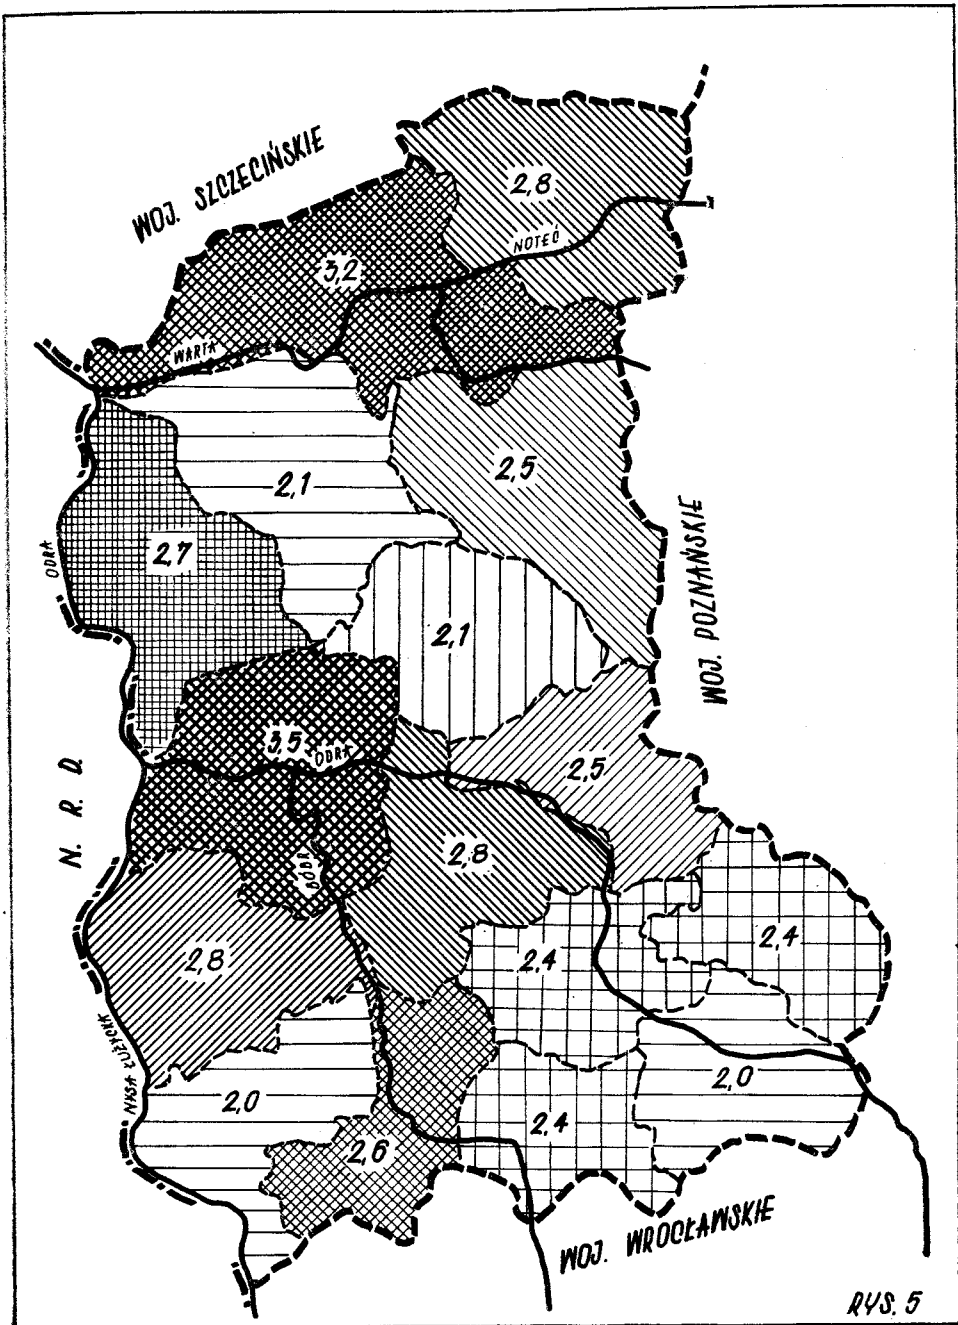 WOJ. SZCZECIŃSKIE
2,8
NOTEĆ
3,2
WARTA
2,5
2,1
ODRA
2,7
WOJ. POZNAŃSKIE
2,1
3,5
ODRA
2,5
N. R. D.
2,8
BÓBR
2,4
2,4
2,8
NYSA ŁUŻYCKA
2,0
2,0
2,4
2,6
WOJ. WROCŁAWSKIE
RYS. 5